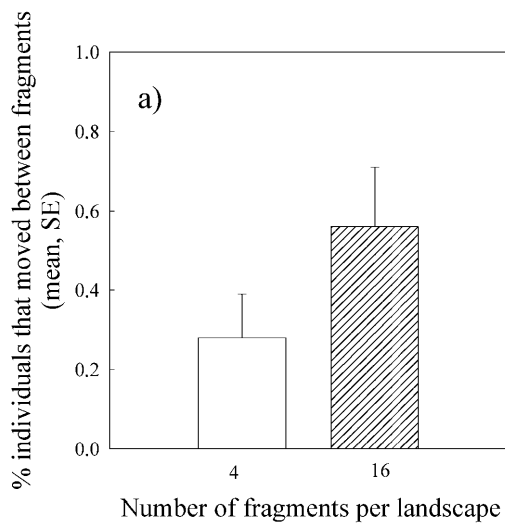 % individuals that moved between fragments
(mean, SE)
1.0
0.8
0.6
0.4
0.2
0.0
a)
4 16
Number of fragments per landscape